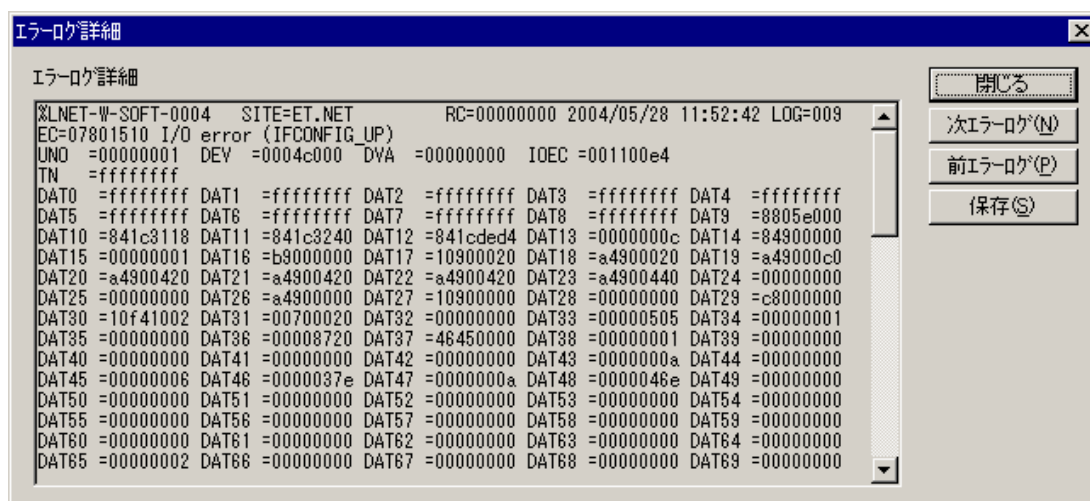 エラーログ詳細
エラーログ詳細
%LNET-W-SOFT-0004 SITE=ET.NET RC=00000000 2004/05/28 11:52:42 LOG=009
EC=07801510 I/O error (IFCONFIG_UP)
UNO =00000001 DEV =0004c000 DVA =00000000 IOEC =001100e4
TN =ffffffff
DAT0 =ffffffff DAT1 =ffffffff DAT2 =ffffffff DAT3 =ffffffff DAT4 =ffffffff
DAT5 =ffffffff DAT6 =ffffffff DAT7 =ffffffff DAT8 =ffffffff DAT9 =8805e000
DAT10 =841c3118 DAT11 =841c3240 DAT12 =841cded4 DAT13 =0000000c DAT14 =84900000
DAT15 =00000001 DAT16 =b9000000 DAT17 =10900020 DAT18 =a4900020 DAT19 =a49000c0
DAT20 =a4900420 DAT21 =a4900420 DAT22 =a4900420 DAT23 =a4900440 DAT24 =00000000
DAT25 =00000000 DAT26 =a4900000 DAT27 =10900000 DAT28 =00000000 DAT29 =c8000000
DAT30 =10f41002 DAT31 =00700020 DAT32 =00000000 DAT33 =00000505 DAT34 =00000001
DAT35 =00000000 DAT36 =00008720 DAT37 =46450000 DAT38 =00000001 DAT39 =00000000
DAT40 =00000000 DAT41 =00000000 DAT42 =00000000 DAT43 =0000000a DAT44 =00000000
DAT45 =00000006 DAT46 =0000037e DAT47 =0000000a DAT48 =0000046e DAT49 =00000000
DAT50 =00000000 DAT51 =00000000 DAT52 =00000000 DAT53 =00000000 DAT54 =00000000
DAT55 =00000000 DAT56 =00000000 DAT57 =00000000 DAT58 =00000000 DAT59 =00000000
DAT60 =00000000 DAT61 =00000000 DAT62 =00000000 DAT63 =00000000 DAT64 =00000000
DAT65 =00000002 DAT66 =00000000 DAT67 =00000000 DAT68 =00000000 DAT69 =00000000
閉じる
次エラーログ(N)
前エラーログ(P)
保存(S)